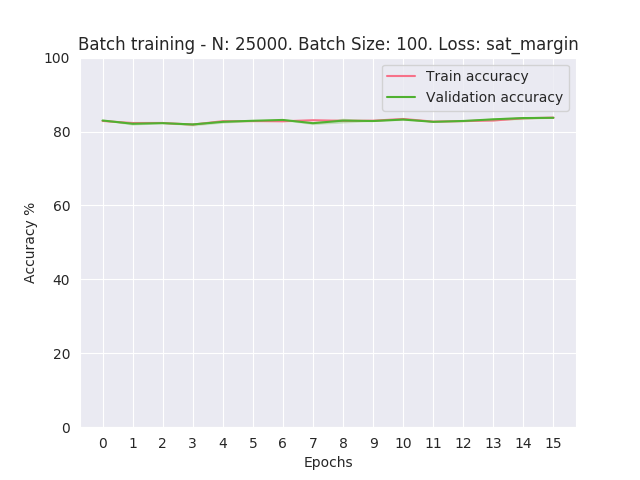 Batch training - N: 25000. Batch Size: 100. Loss: sat_margin
100
80
60
40
20
0
Accuracy %
Train accuracy
Validation accuracy
0 1 2 3 4 5 6 7 8 9 10 11 12 13 14 15
Epochs